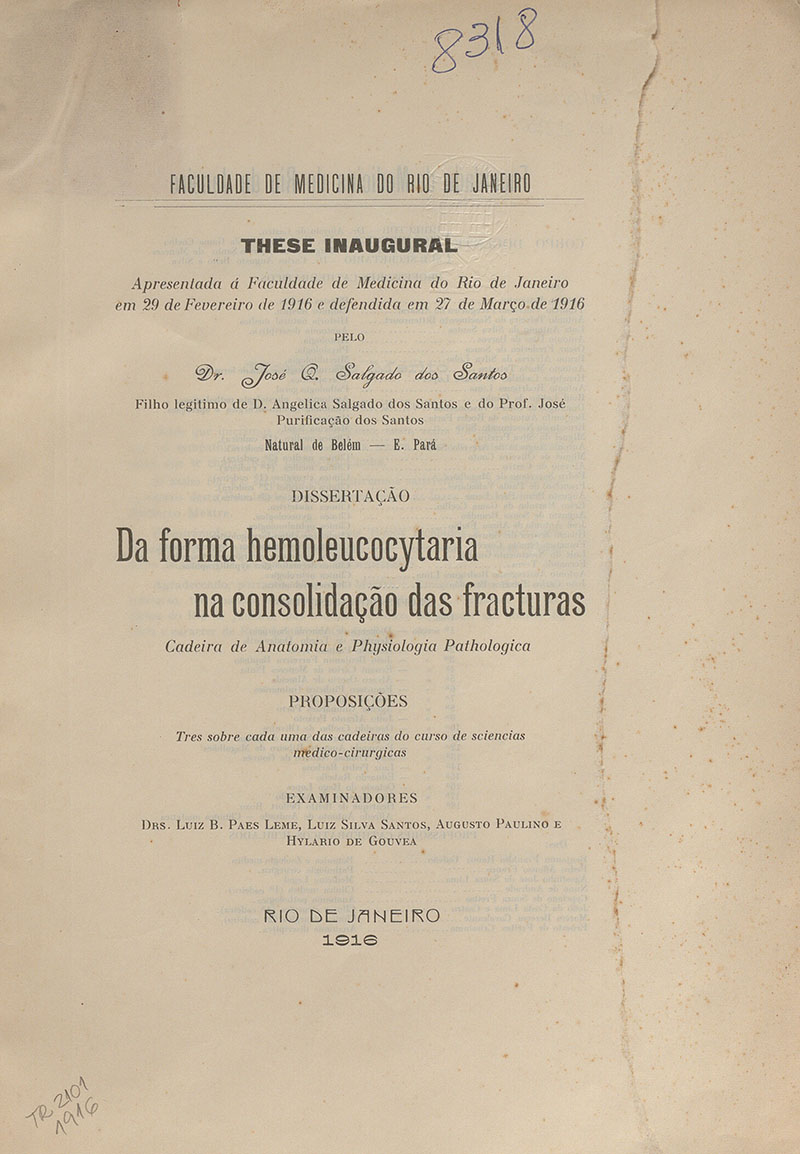 8318
FACULDADE DE MEDICINA DO RIO DE JANEIRO
THESE INAUGURAL
Apresentada á Faculdade de Medicina do Rio de Janeiro
em 29 de Fevereiro de 1916 e defendida em 27 de Março de 1916
PELO
Dr. José Q. Salgado dos Santos
Filho legitimo de D. Angelica Salgado dos Santos e do Prof. José
Purificação dos Santos
Natural de Belém — E. Pará
DISSERTAÇÃO
Da forma hemoleucocytaria
na consolidação das fracturas
Cadeira de Anatomia e Physiologia Pathologica
PROPOSIÇÕES
Tres sobre cada uma das cadeiras do curso de sciencias
médico-cirurgicas
EXAMINADORES
DRS. LUIZ B. PAES LEME, LUIZ SILVA SANTOS, AUGUSTO PAULINO E
HYLARIO DE GOUVEA
RIO DE JANEIRO
1916
TR 2101
1916